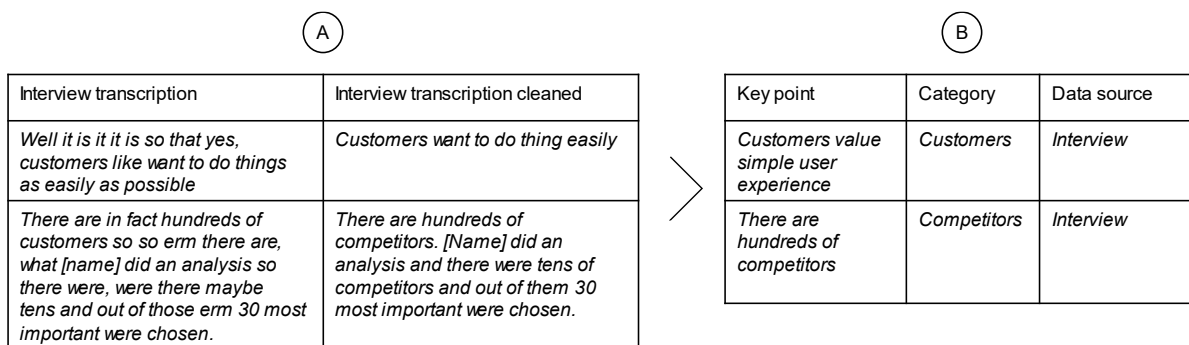 A
B
Interview transcription
Interview transcription cleaned
Well it is it it is so that yes,
customers like want to do things
as easily as possible
Customers want to do thing easily
There are in fact hundreds of
customers so so erm there are,
what [name] did an analysis so
there were, were there maybe
tens and out of those erm 30 most
important were chosen.
There are hundreds of
competitors. [Name] did an
analysis and there were tens of
competitors and out of them 30
most important were chosen.
Key point
Category
Data source
Customers value
simple user
experience
Customers
Interview
There are
hundreds of
competitors
Competitors
Interview